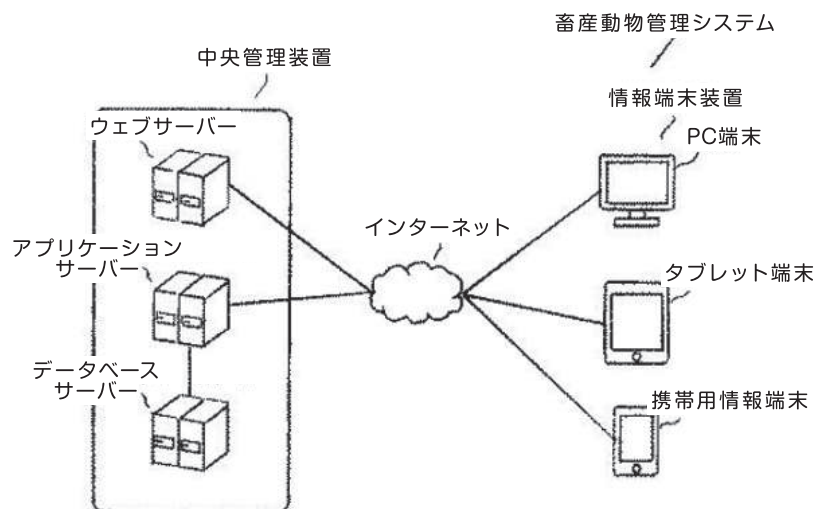 畜産動物管理システム
中央管理装置
情報端末装置
ウェブサーバー
PC端末
インターネット
アプリケーション
サーバー
タブレット端末
データベース
サーバー
携帯用情報端末